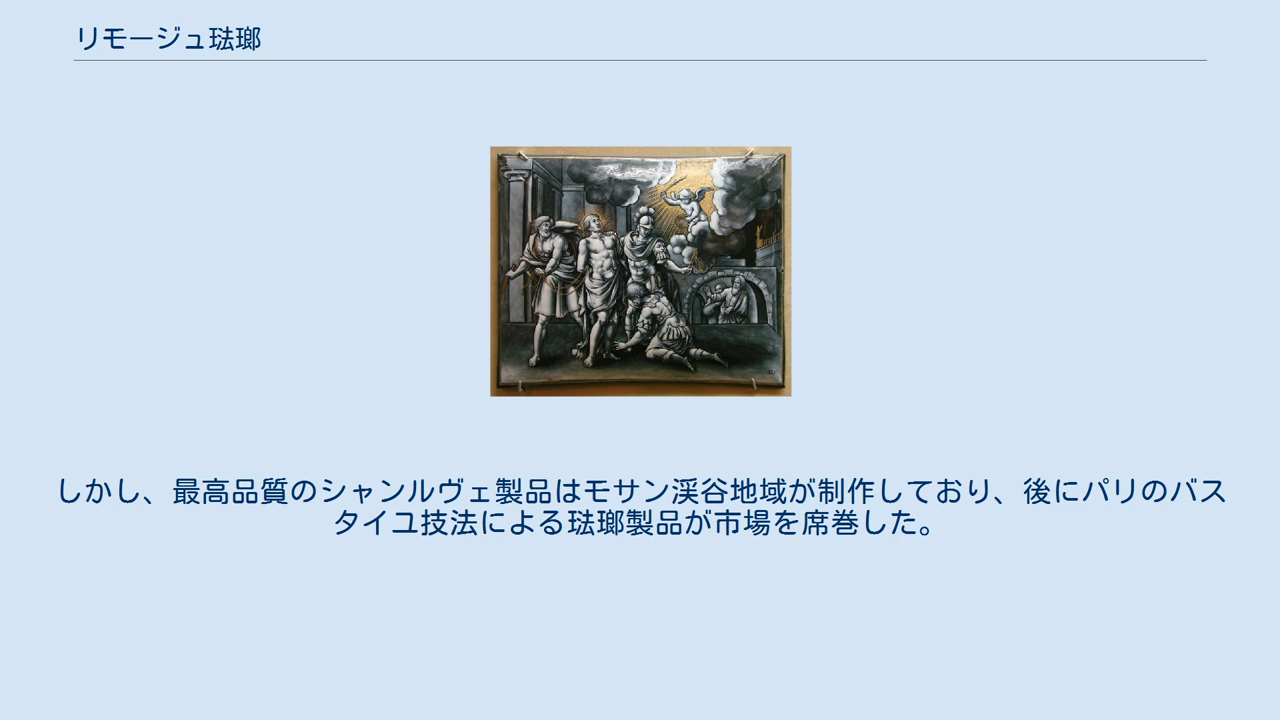 リモージュ琺瑯
しかし、最高品質のシャンルヴェ製品はモサン渓谷地域が制作しており、後にパリのバス
タイユ技法による琺瑯製品が市場を席巻した。